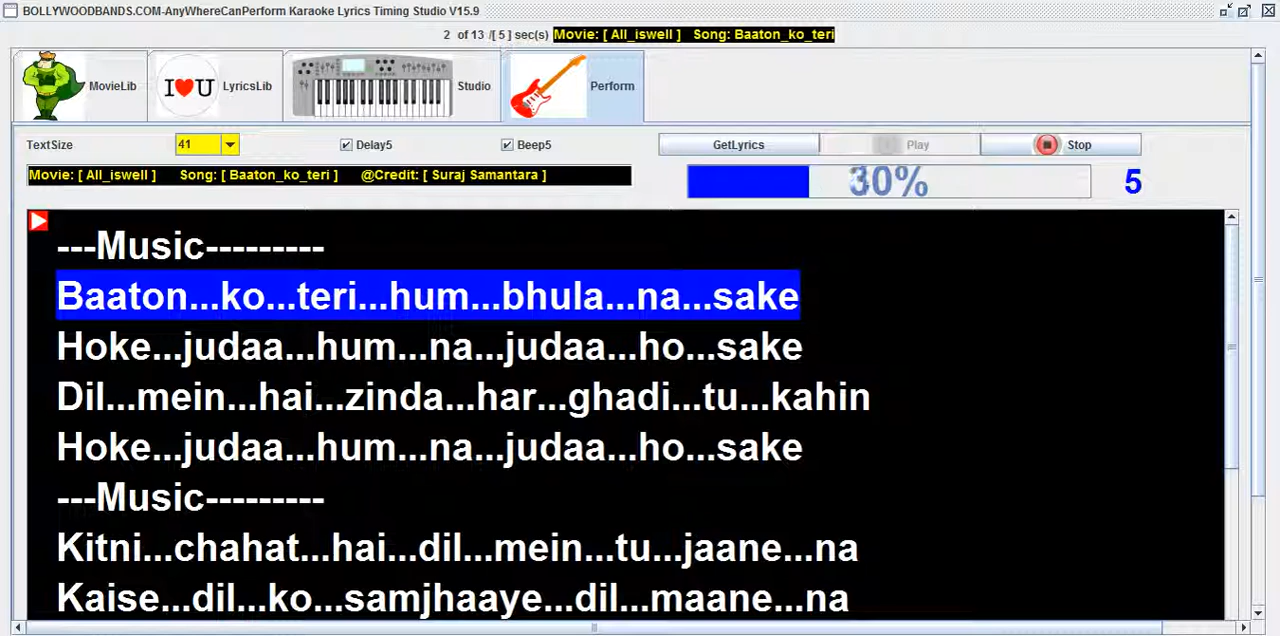 BOLLYWOODBANDS.COM-AnyWhereCanPerform Karaoke Lyrics Timing Studio V15.9
2 of 13 /[ 5 ] sec(s) Movie: [ All_iswell ] Song: Baaton_ko_teri
MovieLib I U LyricsLib Studio Perform
TextSize 41 Delay5 Beep5 GetLyrics Play Stop
Movie: [ All_iswell ] Song: [ Baaton_ko_teri ] @Credit: [ Suraj Samantara ] 30% 5
---Music---------
Baaton...ko...teri...hum...bhula...na...sake
Hoke...judaa...hum...na...judaa...ho...sake
Dil...mein...hai...zinda...har...ghadi...tu...kahin
Hoke...judaa...hum...na...judaa...ho...sake
---Music---------
Kitni...chahat...hai...dil...mein...tu...jaane...na
Kaise...dil...ko...samjhaaye...dil...maane...na